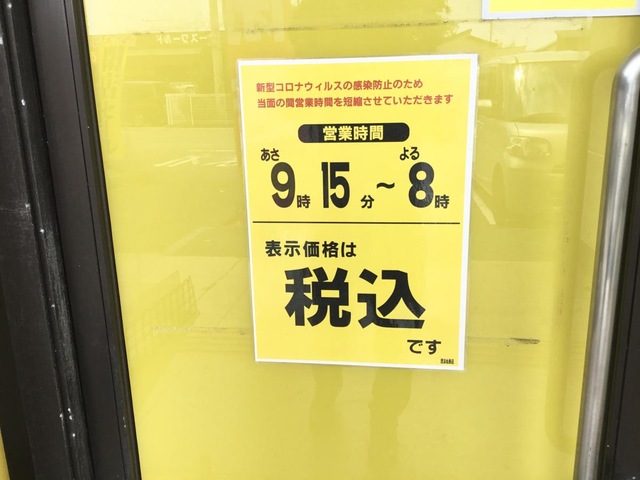 新型コロナウィルスの感染防止のため
当面の間営業時間を短縮させていただきます
営業時間
あさ よる
9時15分~8時
表示価格は
税込
です